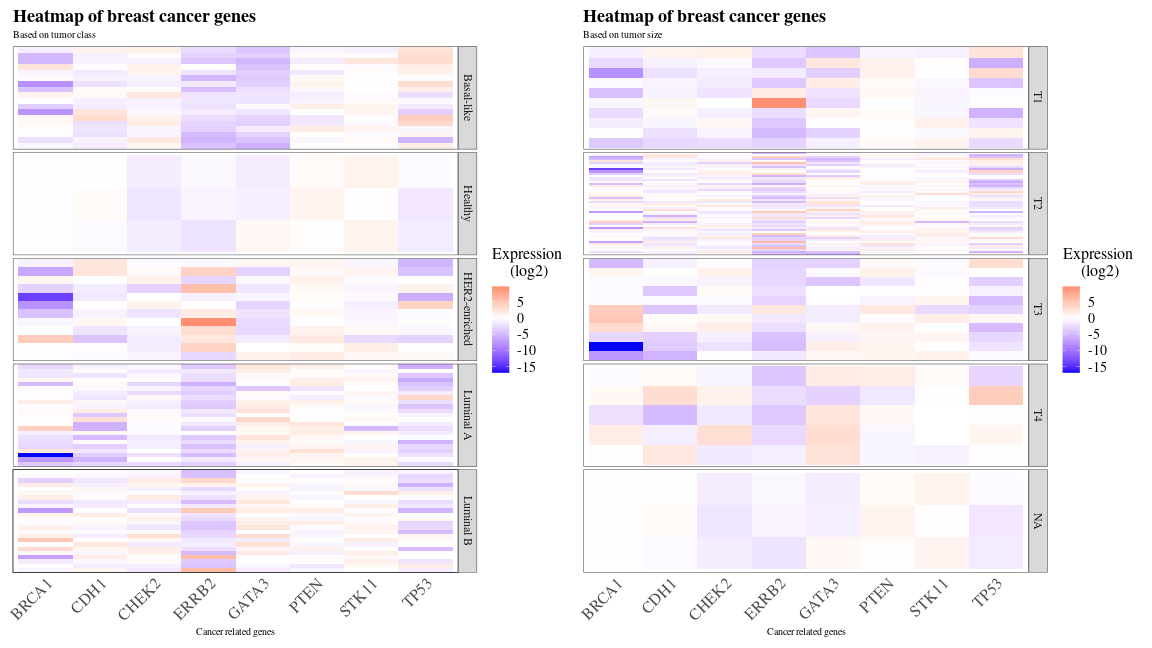 Heatmap of breast cancer genes
Based on tumor class
Basal-like
Healthy
HER2-enriched
Luminal A
Luminal B
Expression
(log2)
5
0
-5
-10
-15
BRCA1
CDH1
CHEK2
ERRB2
GATA3
PTEN
STK11
TP53
Cancer related genes
Heatmap of breast cancer genes
Based on tumor size
T1
T2
T3
T4
NA
Expression
(log2)
5
0
-5
-10
-15
BRCA1
CDH1
CHEK2
ERRB2
GATA3
PTEN
STK11
TP53
Cancer related genes